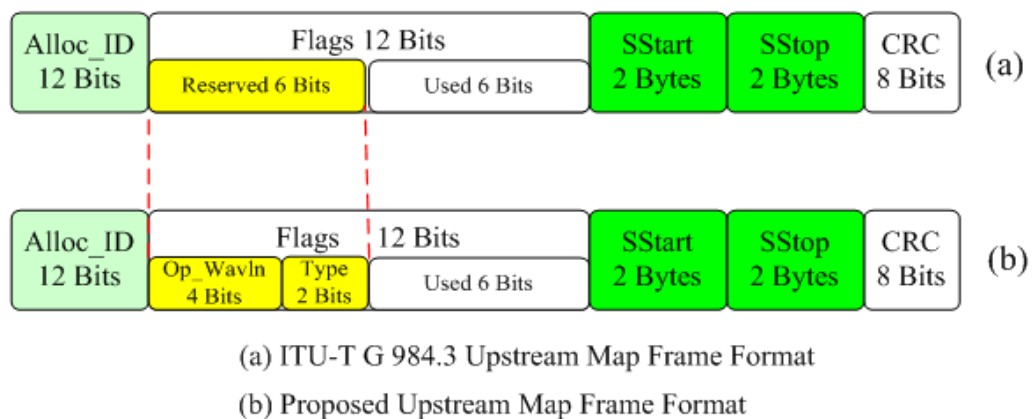 Alloc_ID 12 Bits
Flags 12 Bits
Reserved 6 Bits
Used 6 Bits
SStart 2 Bytes
SStop 2 Bytes
CRC 8 Bits
(a)
Alloc_ID 12 Bits
Flags 12 Bits
Op_Wavln 4 Bits
Type 2 Bits
Used 6 Bits
SStart 2 Bytes
SStop 2 Bytes
CRC 8 Bits
(b)
(a) ITU-T G 984.3 Upstream Map Frame Format
(b) Proposed Upstream Map Frame Format